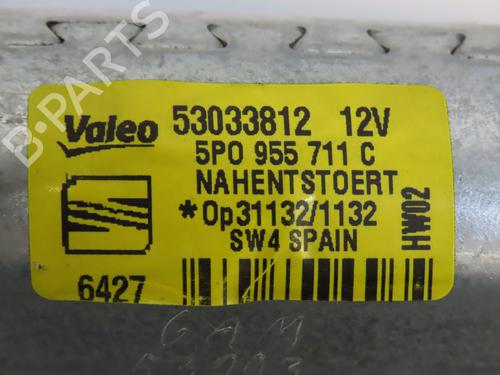 Valeo 53033812 12V
5P0 955 711 C
NAHENTSTOERT
*Op31132/1132
SW4 SPAIN
HW02
6427
B-Parts